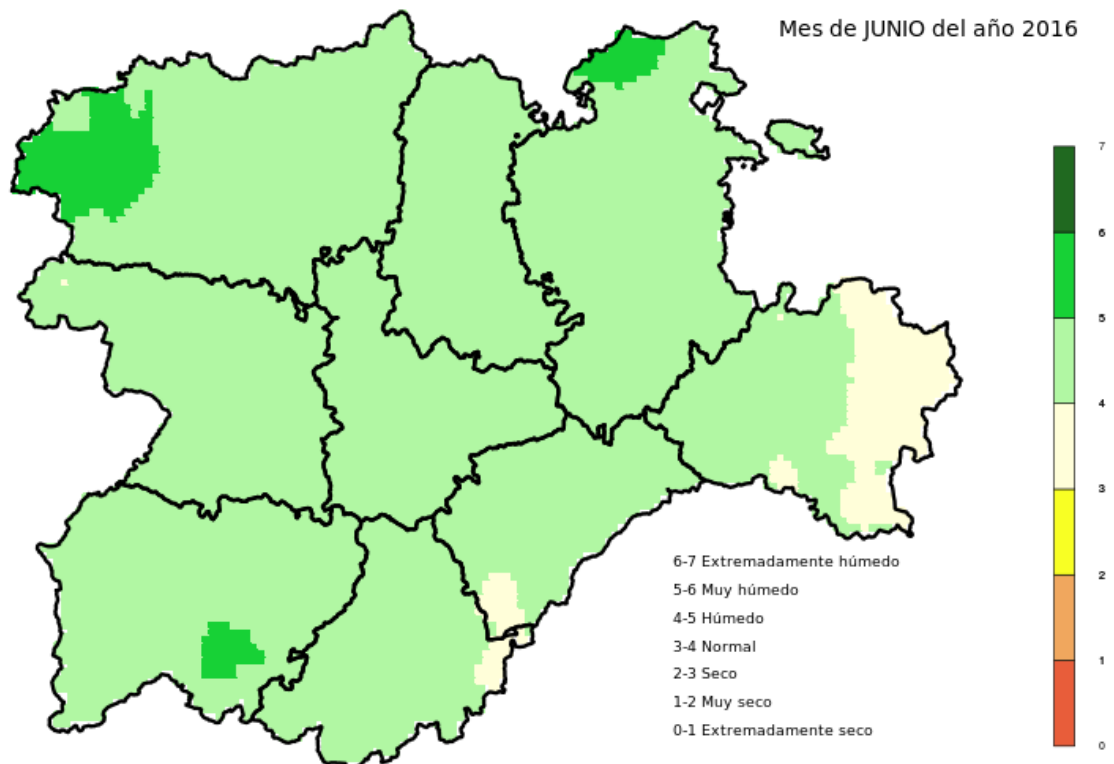 Mes de JUNIO del año 2016
7
6
5
4
3
2
1
0
6-7 Extremadamente húmedo
5-6 Muy húmedo
4-5 Húmedo
3-4 Normal
2-3 Seco
1-2 Muy seco
0-1 Extremadamente seco